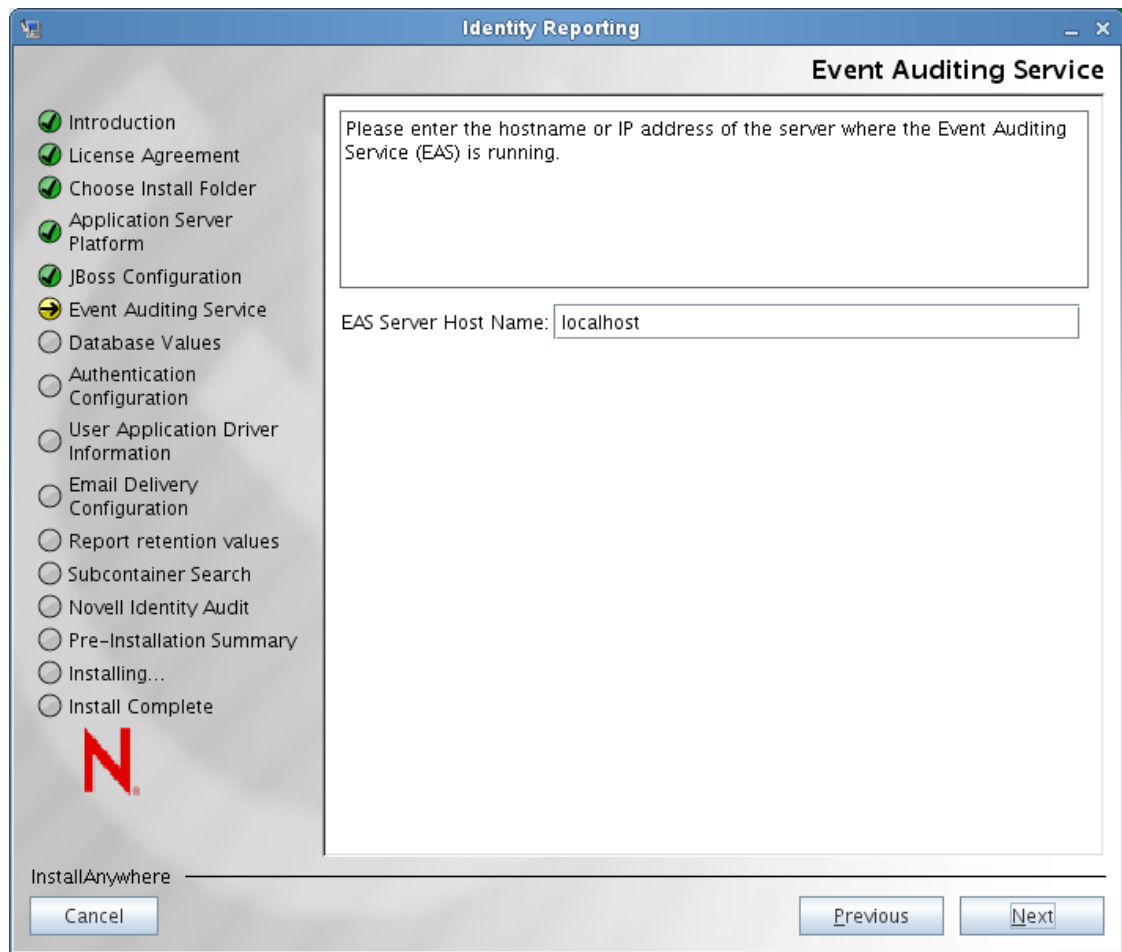 Identity Reporting
Event Auditing Service
Introduction
License Agreement
Choose Install Folder
Application Server
Platform
JBoss Configuration
Event Auditing Service
Database Values
Authentication
Configuration
User Application Driver
Information
Email Delivery
Configuration
Report retention values
Subcontainer Search
Novell Identity Audit
Pre-Installation Summary
Installing...
Install Complete
N®
Please enter the hostname or IP address of the server where the Event Auditing
Service (EAS) is running.
EAS Server Host Name: localhost
InstallAnywhere
Cancel
Previous
Next